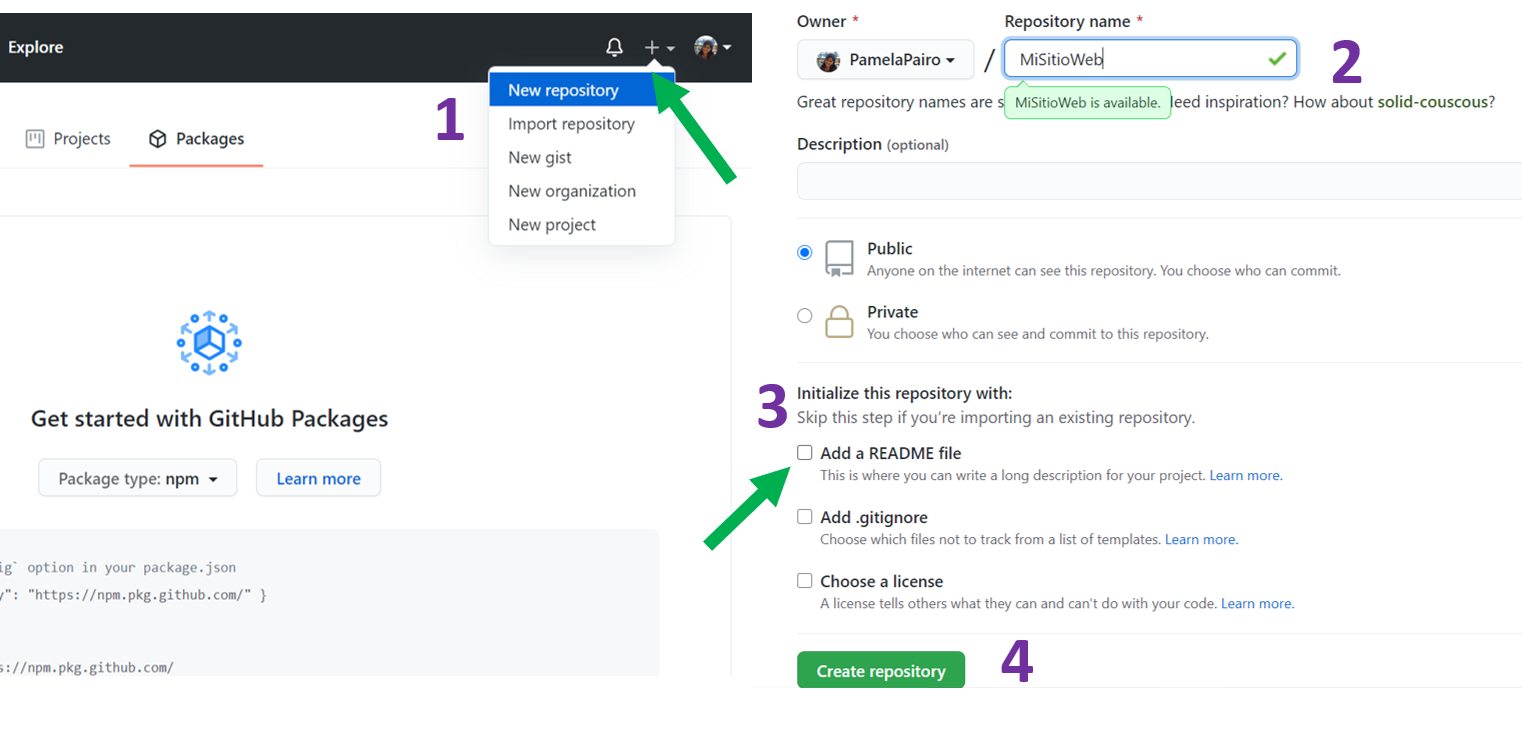 Explore
1
New repository
Import repository
New gist
New organization
New project
Projects
Packages
Get started with GitHub Packages
Package type: npm
Learn more
option in your package.json
": "https://npm.pkg.github.com/" }
s://npm.pkg.github.com/
Owner *
Repository name *
PamelaPairo
/
MiSitioWeb
2
Great repository names are s
MiSitioWeb is available.
eed inspiration? How about solid-couscous?
Description (optional)
Public
Anyone on the internet can see this repository. You choose who can commit.
Private
You choose who can see and commit to this repository.
3
Initialize this repository with:
Skip this step if you're importing an existing repository.
Add a README file
This is where you can write a long description for your project. Learn more.
Add .gitignore
Choose which files not to track from a list of templates. Learn more.
Choose a license
A license tells others what they can and can't do with your code. Learn more.
Create repository
4